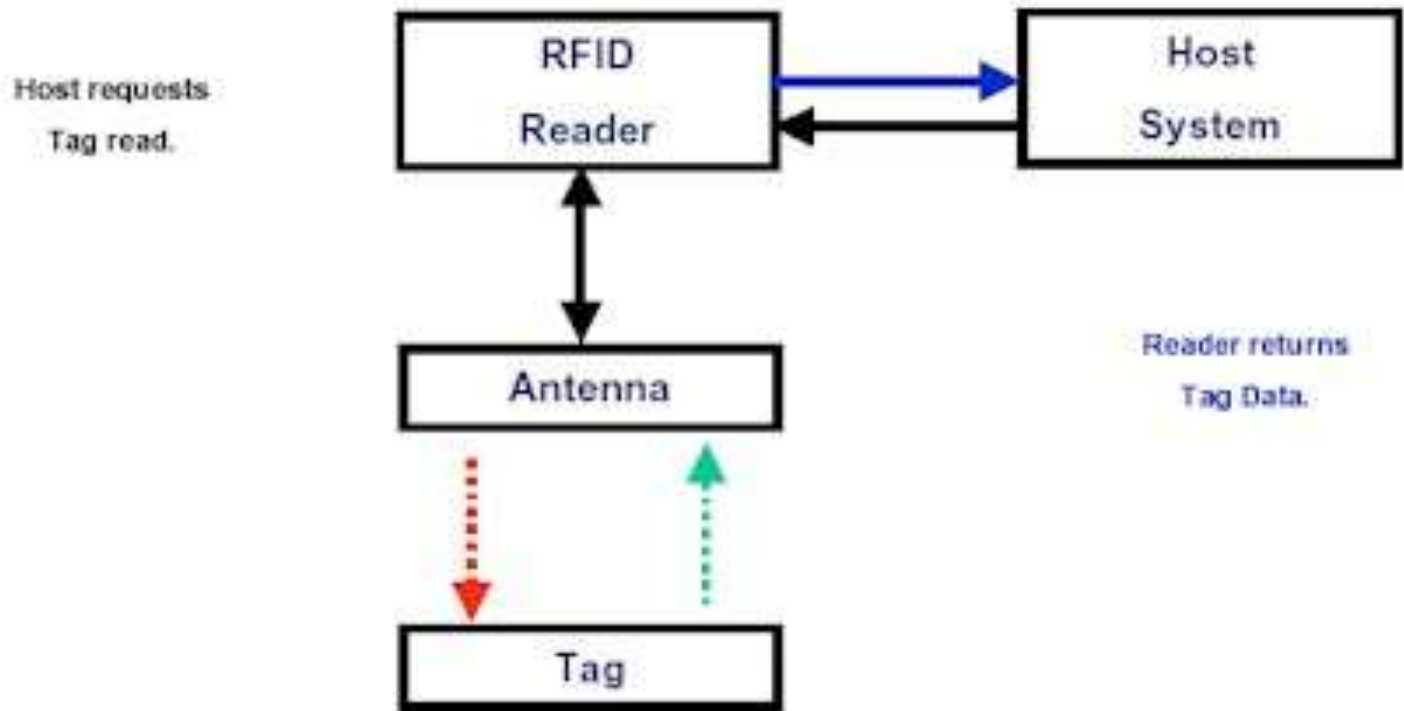 Host requests
Tag read.
RFID
Reader
Host
System
Antenna
Reader returns
Tag Data.
Tag